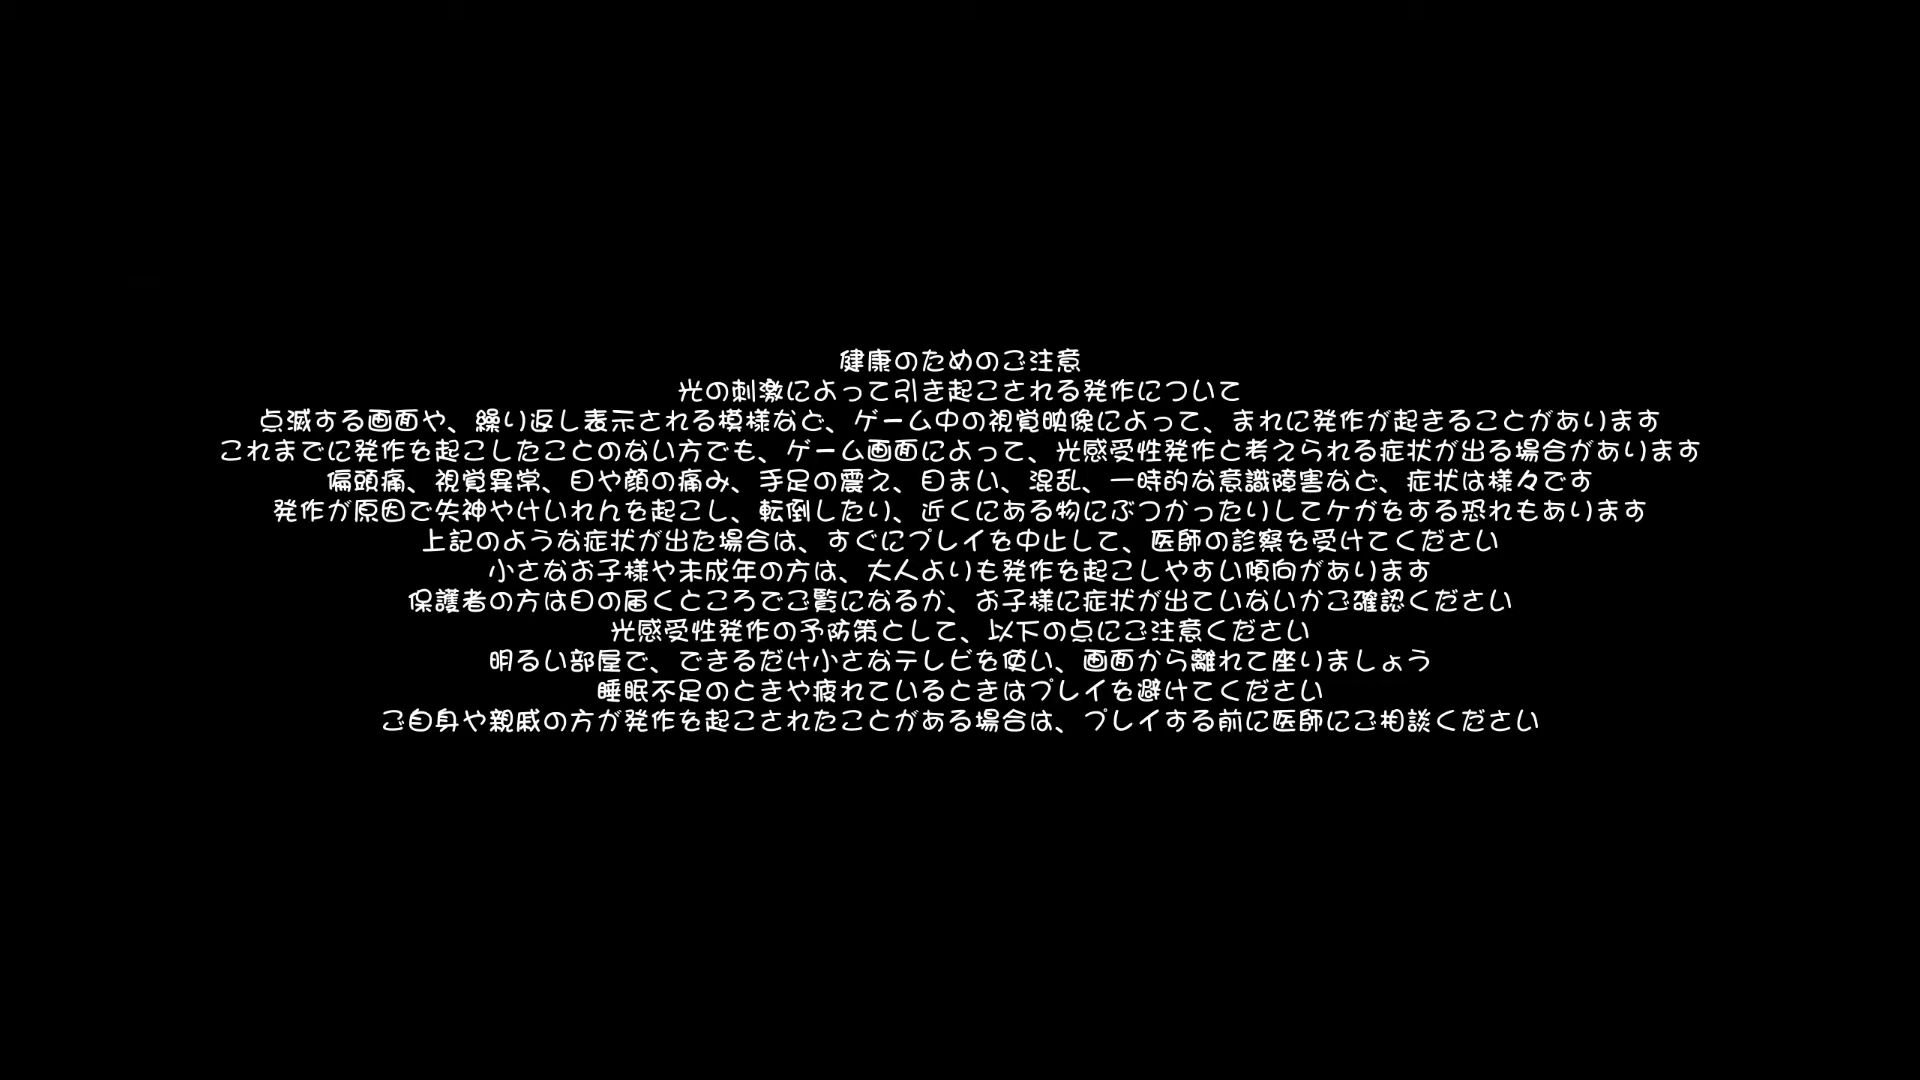 健康のためのご注意
光の刺激によって引き起こされる発作について
点滅する画面や、繰り返し表示される模様など、ゲーム中の視覚映像によって、まれに発作が起きることがあります
これまでに発作を起こしたことのない方でも、ゲーム画面によって、光感受性発作と考えられる症状が出る場合があります
偏頭痛、視覚異常、目や顔の痛み、手足の震え、目まい、混乱、一時的な意識障害など、症状は様々です
発作が原因で失神やけいれんを起こし、転倒したり、近くにある物にぶつかったりしてケガをする恐れもあります
上記のような症状が出た場合は、すぐにプレイを中止して、医師の診察を受けてください
小さなお子様や未成年の方は、大人よりも発作を起こしやすい傾向があります
保護者の方は目の届くところでご覧になるか、お子様に症状が出ていないかご確認ください
光感受性発作の予防策として、以下の点にご注意ください
明るい部屋で、できるだけ小さなテレビを使い、画面から離れて座りましょう
睡眠不足のときや疲れているときはプレイを避けてください
ご自身や親戚の方が発作を起こされたことがある場合は、プレイする前に医師にご相談ください